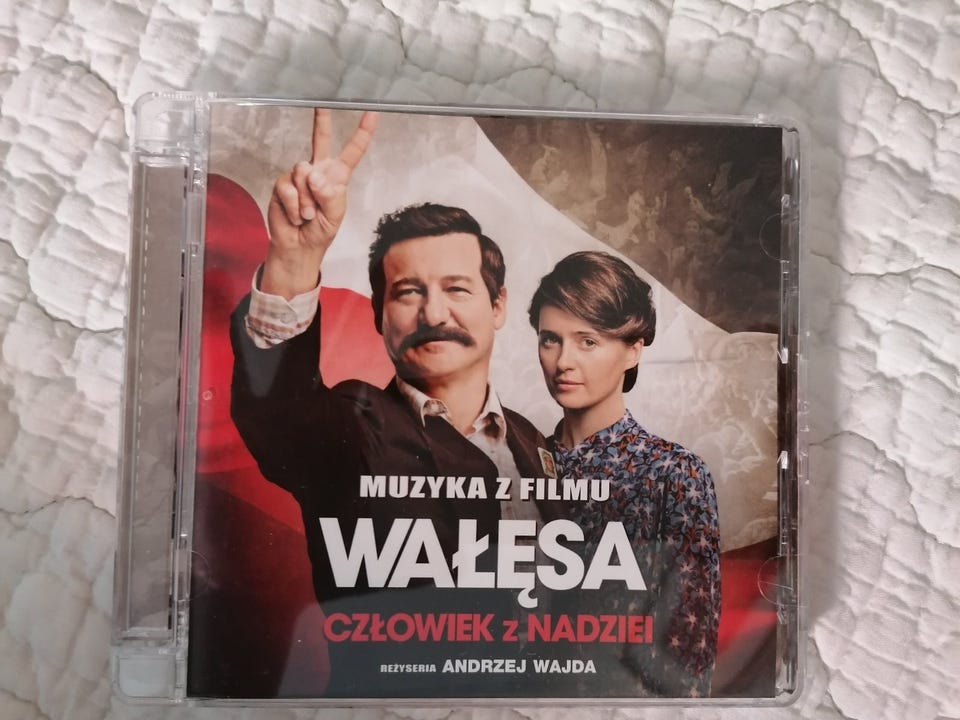 MUZYKA Z FILMU
WAŁĘSA
CZŁOWIEK z NADZIEI
REŻYSERIA ANDRZEJ WAJDA